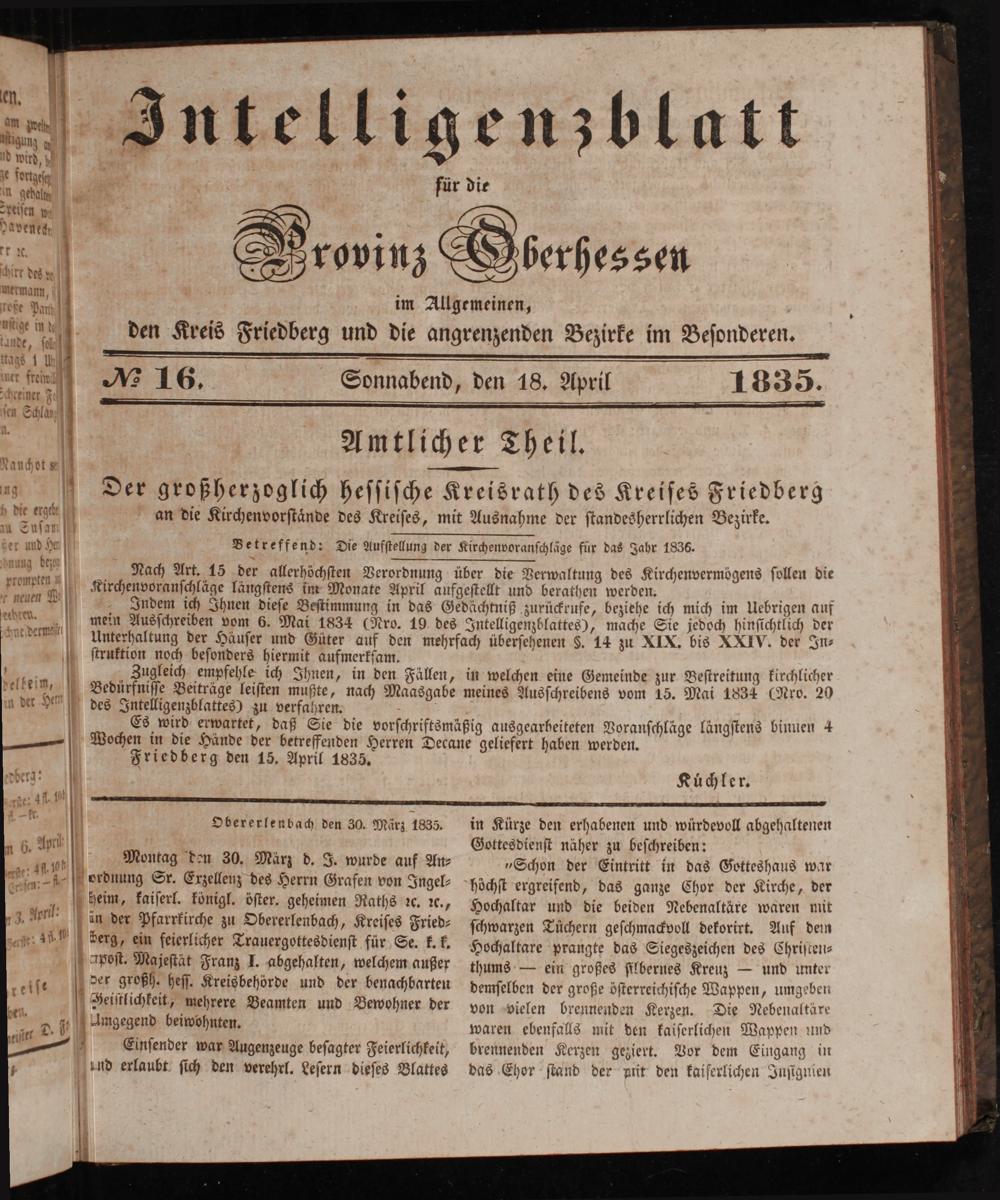 Intelligenzblatt
für die
Provinz Oberhessen
im Allgemeinen,
den Kreis Friedberg und die angrenzenden Bezirke im Besonderen.
№ 16. Sonnabend, den 18. April 1835.
Amtlicher Theil.
Der großherzoglich hessische Kreisrath des Kreises Friedberg
an die Kirchenvorstände des Kreises, mit Ausnahme der standesherrlichen Bezirke.
Betreffend: Die Aufstellung der Kirchenvoranschläge für das Jahr 1836.
Nach Art. 15 der allerhöchsten Verordnung über die Verwaltung des Kirchenvermögens sollen die
Kirchenvoranschläge längstens im Monate April aufgestellt und berathen werden.
Indem ich Ihnen diese Bestimmung in das Gedächtniß zurückrufe, beziehe ich mich im Uebrigen auf
mein Ausschreiben vom 6. Mai 1834 (Nro. 19 des Intelligenzblattes), mache Sie jedoch hinsichtlich der
Unterhaltung der Häuser und Güter auf den mehrfach übersehenen §. 14 zu XIX. bis XXIV. der In-
struktion noch besonders hiermit aufmerksam.
Zugleich empfehle ich Ihnen, in den Fällen, in welchen eine Gemeinde zur Bestreitung kirchlicher
Bedürfnisse Beiträge leisten mußte, nach Maasgabe meines Ausschreibens vom 15. Mai 1834 (Nro. 20
des Intelligenzblattes) zu verfahren.
Es wird erwartet, daß Sie die vorschriftsmäßig ausgearbeiteten Voranschläge längstens binnen 4
Wochen in die Hände der betreffenden Herren Decane geliefert haben werden.
Friedberg den 15. April 1835.
Küchler.
Obererlenbach den 30. März 1835.
Montag den 30. März d. J. wurde auf An-
ordnung Sr. Erzellenz des Herrn Grafen von Ingel-
heim, kaiserl. königl. öster. geheimen Raths ꝛc. ꝛc.,
in der Pfarrkirche zu Obererlenbach, Kreises Fried-
berg, ein feierlicher Trauergottesdienst für Se. k. k.
apost. Majestät Franz I. abgehalten, welchem außer
der großh. hess. Kreisbehörde und der benachbarten
Geistlichkeit, mehrere Beamten und Bewohner der
Umgegend beiwohnten.
Einsender war Augenzeuge besagter Feierlichkeit,
und erlaubt sich den verehrl. Lesern dieses Blattes
in Kürze den erhabenen und würdevoll abgehaltenen
Gottesdienst näher zu beschreiben:
„Schon der Eintritt in das Gotteshaus war
höchst ergreifend, das ganze Chor der Kirche, der
Hochaltar und die beiden Nebenaltäre waren mit
schwarzen Tüchern geschmackvoll dekorirt. Auf dem
Hochaltare prangte das Siegeszeichen des Christen-
thums — ein großes silbernes Kreuz — und unter
demselben der große österreichische Wappen, umgeben
von vielen brennenden Kerzen. Die Nebenaltäre
waren ebenfalls mit den kaiserlichen Wappen und
brennenden Kerzen geziert. Vor dem Eingang in
das Chor stand der mit den kaiserlichen Insignien